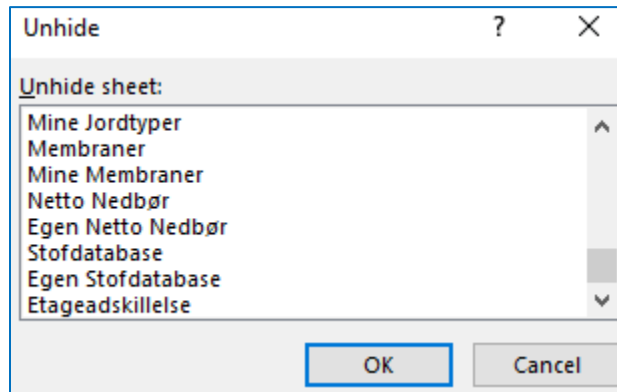 Unhide ?
Unhide sheet:
Mine Jordtyper
Membraner
Mine Membraner
Netto Nedbør
Egen Netto Nedbør
Stofdatabase
Egen Stofdatabase
Etageadskillelse
OK Cancel